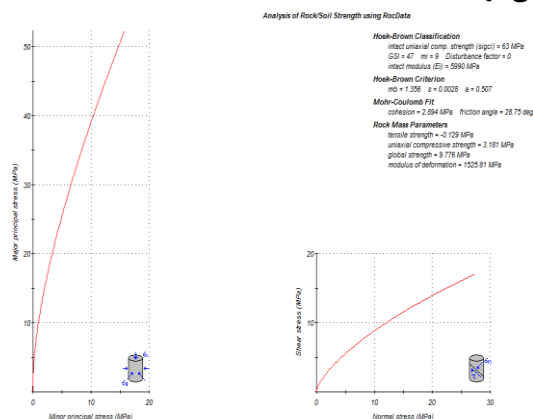 Analysis of Rock/Soil Strength using RocData
Hoek-Brown Classification
intact uniaxial comp. strength (sigci) = 63 MPa
GSI = 47 mi = 9 Disturbance factor = 0
intact modulus (Ei) = 5990 MPa
Hoek-Brown Criterion
mb = 1.356 s = 0.0028 a = 0.507
Mohr-Coulomb Fit
cohesion = 2.894 MPa friction angle = 28.75 deg
Rock Mass Parameters
tensile strength = -0.129 MPa
uniaxial compressive strength = 3.181 MPa
global strength = 9.776 MPa
modulus of deformation = 1525.81 MPa
Major principal stress (MPa)
50
40
30
20
10
0 10 20
Minor principal stress (MPa)
Shear stress (MPa)
20
10
0 10 20 30
Normal stress (MPa)